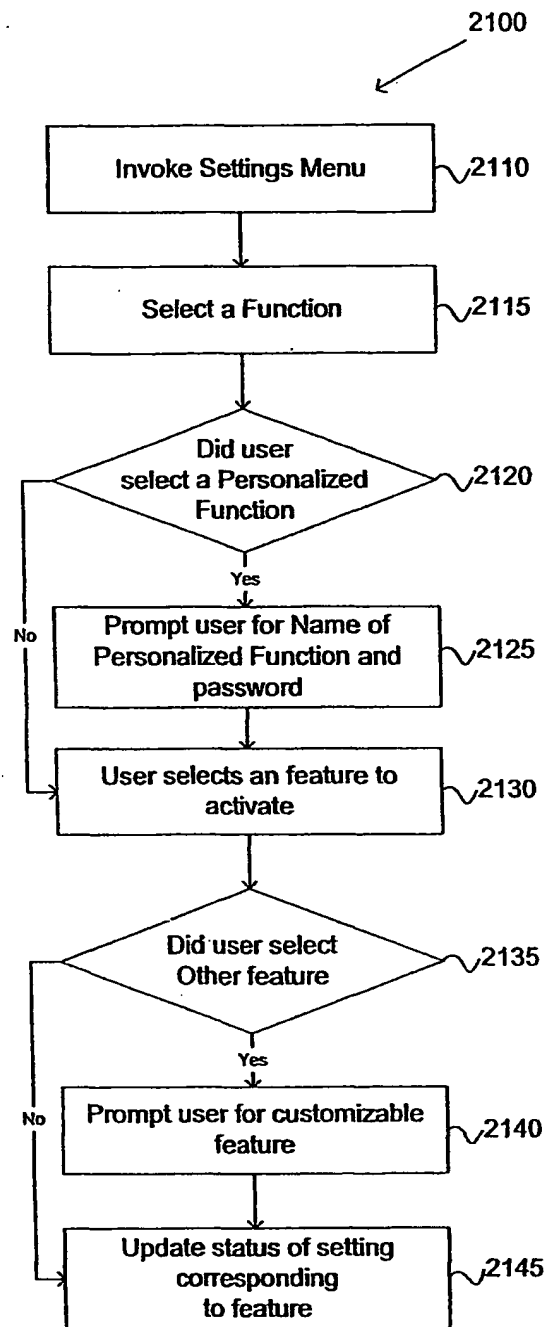 2100
Invoke Settings Menu
2110
Select a Function
2115
Did user
select a Personalized
Function
2120
Yes
No
Prompt user for Name of
Personalized Function and
password
2125
User selects an feature to
activate
2130
Did user select
Other feature
2135
Yes
No
Prompt user for customizable
feature
2140
Update status of setting
corresponding
to feature
2145